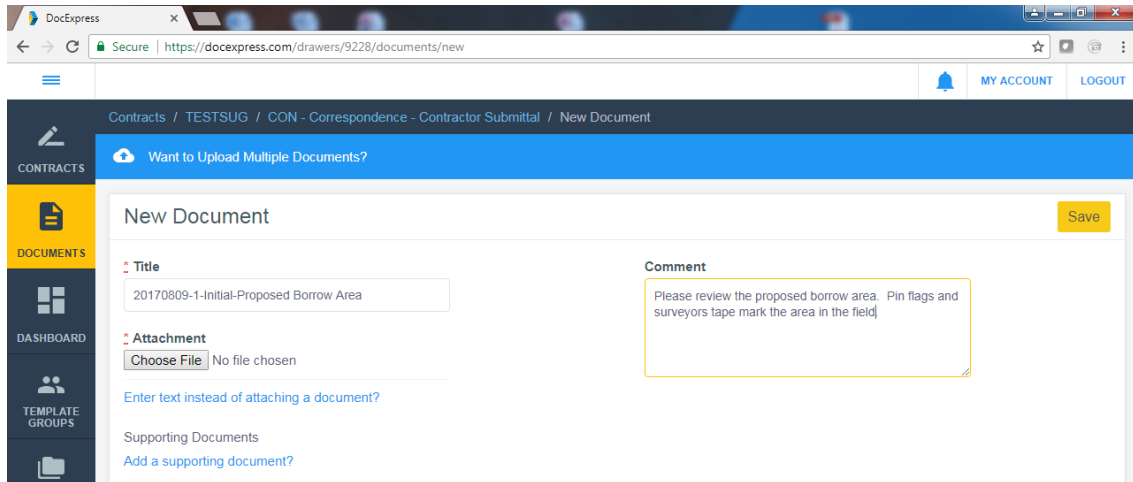 DocExpress
Secure | https://docexpress.com/drawers/9228/documents/new
MY ACCOUNT LOGOUT
Contracts / TESTSUG / CON - Correspondence - Contractor Submittal / New Document
CONTRACTS
Want to Upload Multiple Documents?
New Document
Save
DOCUMENTS
* Title
20170809-1-Initial-Proposed Borrow Area
Comment
Please review the proposed borrow area. Pin flags and
surveyors tape mark the area in the field
DASHBOARD
* Attachment
Choose File No file chosen
Enter text instead of attaching a document?
TEMPLATE
GROUPS
Supporting Documents
Add a supporting document?